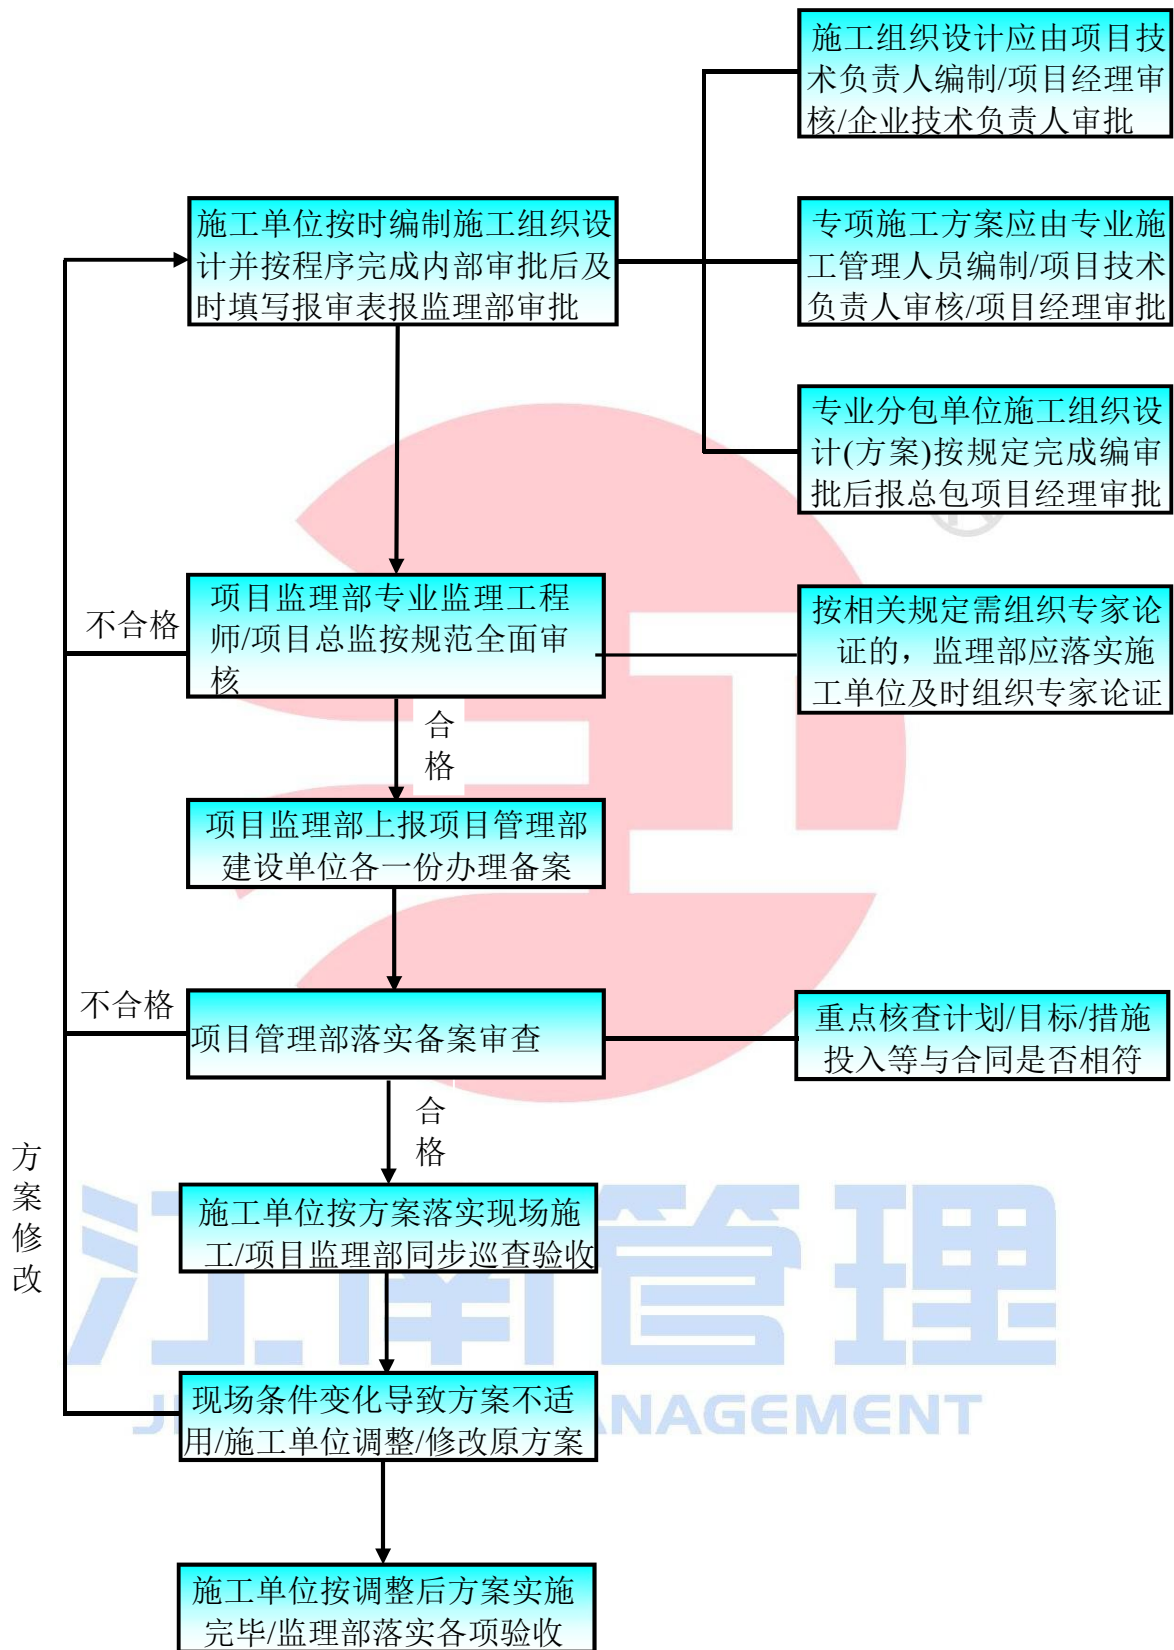 施工组织设计应由项目技
术负责人编制/项目经理审
核/企业技术负责人审批
施工单位按时编制施工组织设
计并按程序完成内部审批后及
时填写报审表报监理部审批
专项施工方案应由专业施
工管理人员编制/项目技术
负责人审核/项目经理审批
专业分包单位施工组织设
计(方案)按规定完成编审
批后报总包项目经理审批
不合格
项目监理部专业监理工程
师/项目总监按规范全面审
核
按相关规定需组织专家论
证的，监理部应落实施
工单位及时组织专家论证
合
格
项目监理部上报项目管理部
建设单位各一份办理备案
不合格
项目管理部落实备案审查
重点核查计划/目标/措施
投入等与合同是否相符
合
格
方
案
修
改
施工单位按方案落实现场施
工/项目监理部同步巡查验收
江南管理
现场条件变化导致方案不适
用/施工单位调整/修改原方案
施工单位按调整后方案实施
完毕/监理部落实各项验收